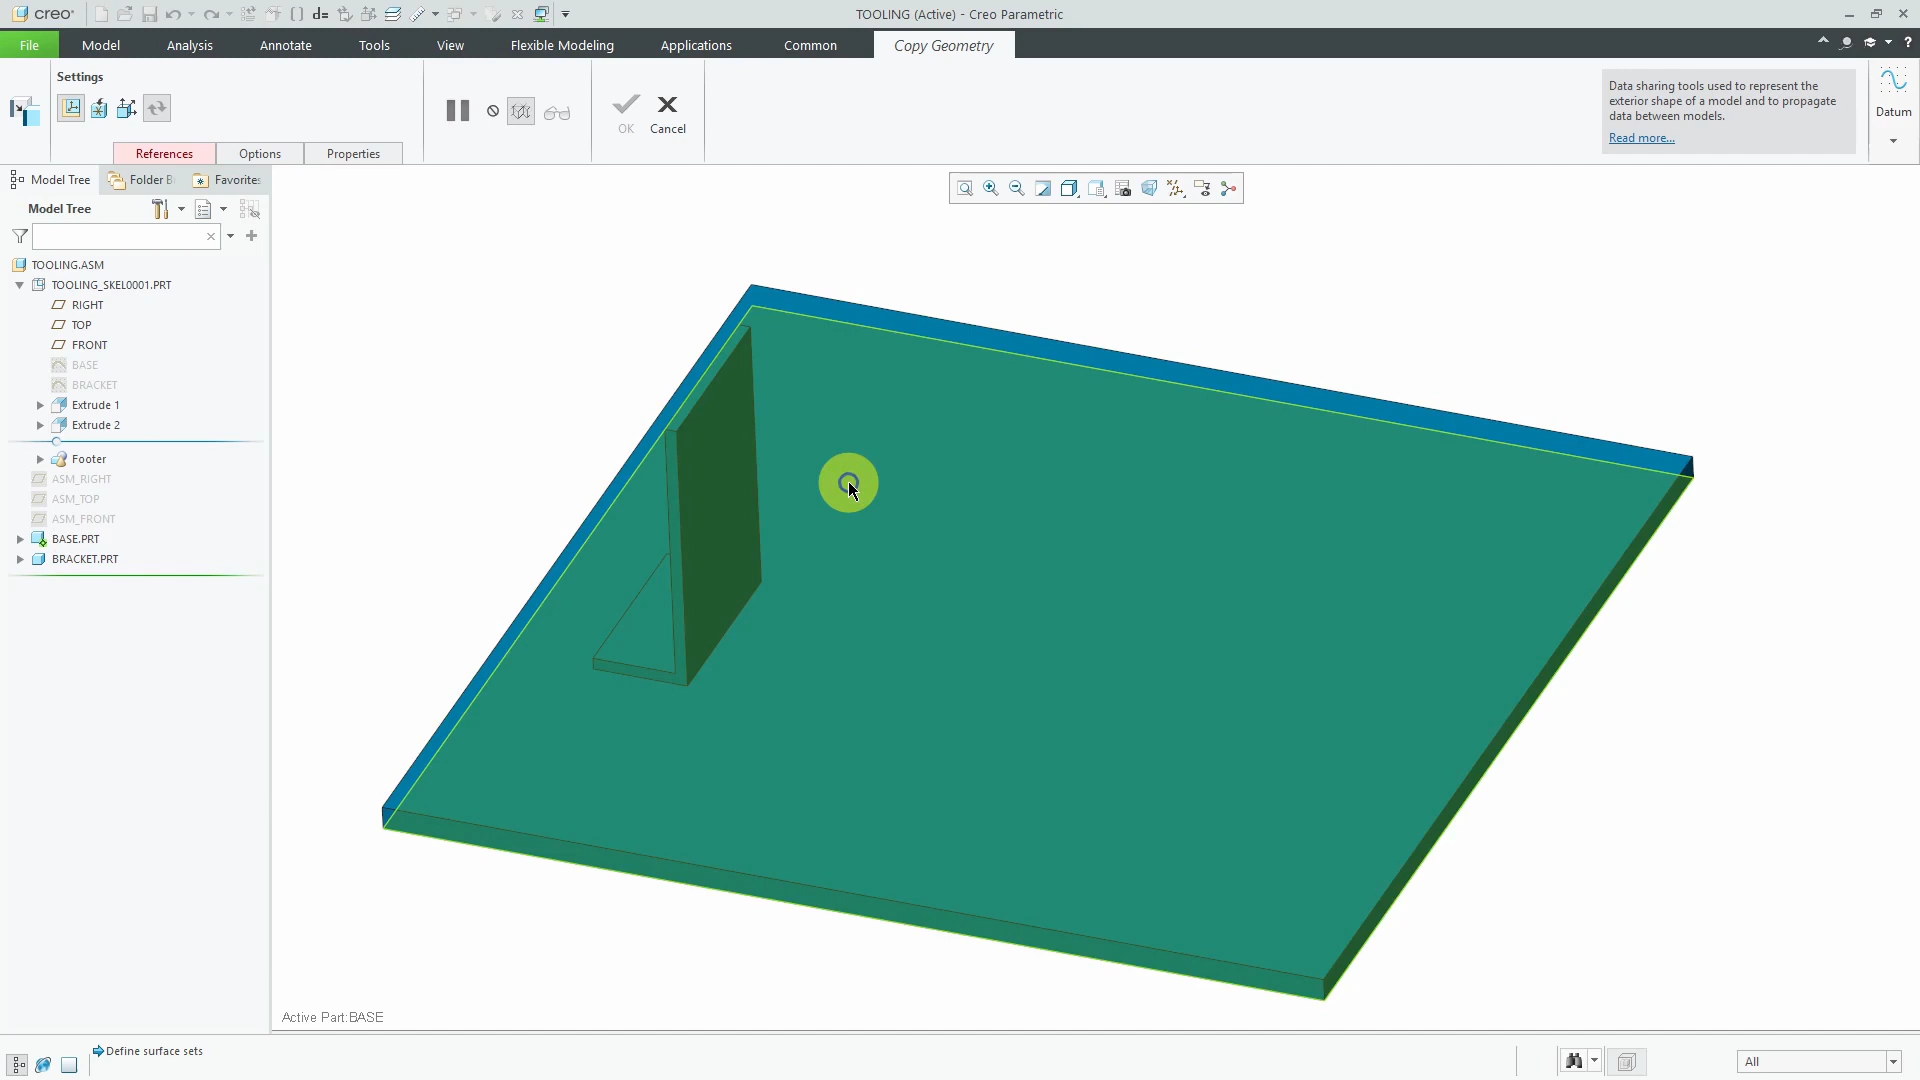 creo
TOOLING (Active) - Creo Parametric
File
Model
Analysis
Annotate
Tools
View
Flexible Modeling
Applications
Common
Copy Geometry
Settings
OK
Cancel
References
Options
Properties
Data sharing tools used to represent the
exterior shape of a model and to propagate
data between models.
Read more...
Datum
Model Tree
Folder B
Favorites
Model Tree
TOOLING.ASM
TOOLING_SKEL0001.PRT
RIGHT
TOP
FRONT
BASE
BRACKET
Extrude 1
Extrude 2
Footer
ASM_RIGHT
ASM_TOP
ASM_FRONT
BASE.PRT
BRACKET.PRT
Active Part:BASE
Define surface sets
All